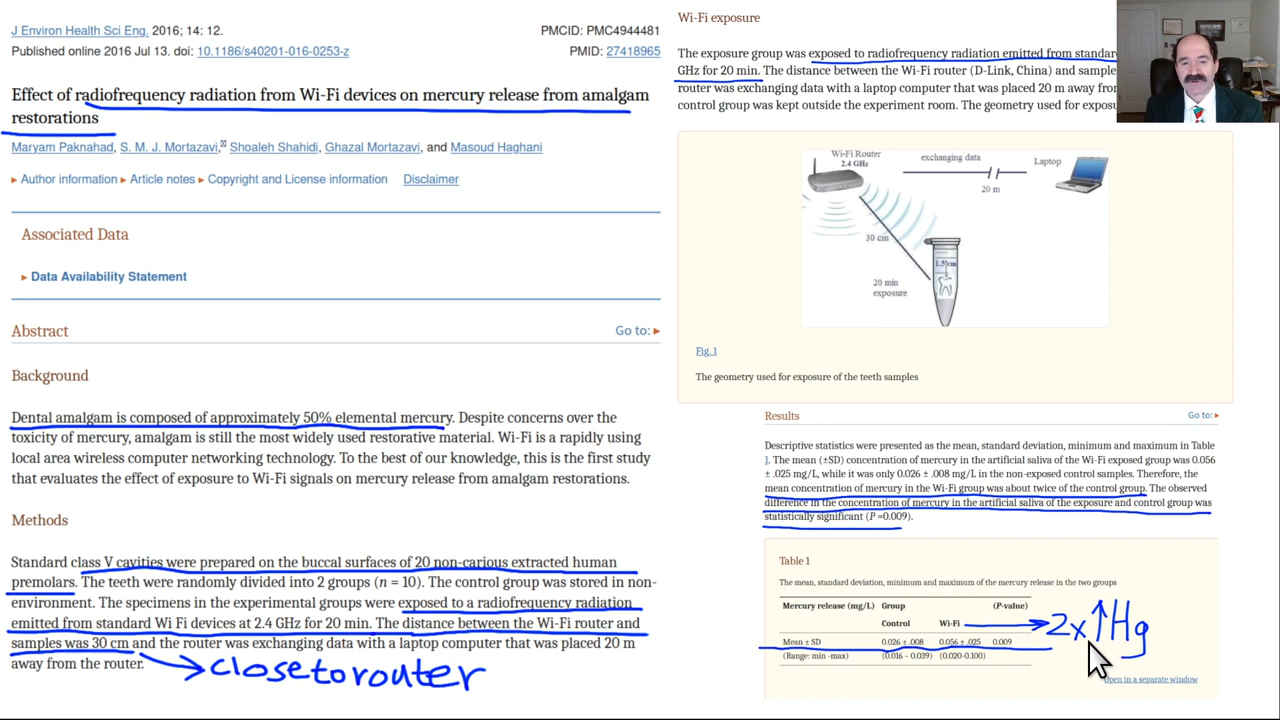 J Environ Health Sci Eng. 2016; 14: 12.
PMCID: PMC4944481
Published online 2016 Jul 13. doi: 10.1186/s40201-016-0253-z
PMID: 27418965
Effect of radiofrequency radiation from Wi-Fi devices on mercury release from amalgam
restorations
Maryam Paknahad, S. M. J. Mortazavi, Shoaleh Shahidi, Ghazal Mortazavi, and Masoud Haghani
▸ Author information ▸ Article notes ▸ Copyright and License information Disclaimer
Associated Data
▸ Data Availability Statement
Abstract
Go to: ▸
Background
Dental amalgam is composed of approximately 50% elemental mercury. Despite concerns over the
toxicity of mercury, amalgam is still the most widely used restorative material. Wi-Fi is a rapidly using
local area wireless computer networking technology. To the best of our knowledge, this is the first study
that evaluates the effect of exposure to Wi-Fi signals on mercury release from amalgam restorations.
Methods
Standard class V cavities were prepared on the buccal surfaces of 20 non-carious extracted human
premolars. The teeth were randomly divided into 2 groups (n = 10). The control group was stored in non-
environment. The specimens in the experimental groups were exposed to a radiofrequency radiation
emitted from standard Wi Fi devices at 2.4 GHz for 20 min. The distance between the Wi-Fi router and
samples was 30 cm and the router was exchanging data with a laptop computer that was placed 20 m
away from the router.
close to router
Wi-Fi exposure
The exposure group was exposed to radiofrequency radiation emitted from standar
GHz for 20 min. The distance between the Wi-Fi router (D-Link, China) and sample
router was exchanging data with a laptop computer that was placed 20 m away from
control group was kept outside the experiment room. The geometry used for exposu
Wi-Fi Router
2.4 GHz
exchanging data
Laptop
20 m
30 cm
1.5cm
20 min
exposure
Fig. 1
The geometry used for exposure of the teeth samples
Results
Go to: ▸
Descriptive statistics were presented as the mean, standard deviation, minimum and maximum in Table
1. The mean (±SD) concentration of mercury in the artificial saliva of the Wi-Fi exposed group was 0.056
± .025 mg/L, while it was only 0.026 ± .008 mg/L in the non-exposed control samples. Therefore, the
mean concentration of mercury in the Wi-Fi group was about twice of the control group. The observed
difference in the concentration of mercury in the artificial saliva of the exposure and control group was
statistically significant (P =0.009).
Table 1
The mean, standard deviation, minimum and maximum of the mercury release in the two groups
Mercury release (mg/L) Group (P-value)
Control Wi-Fi
Mean ± SD 0.026 ±.008 0.056 ±.025 0.009
(Range: min -max) (0.016 – 0.039) (0.020-0.100)
2x ↑ Hg
Open in a separate window